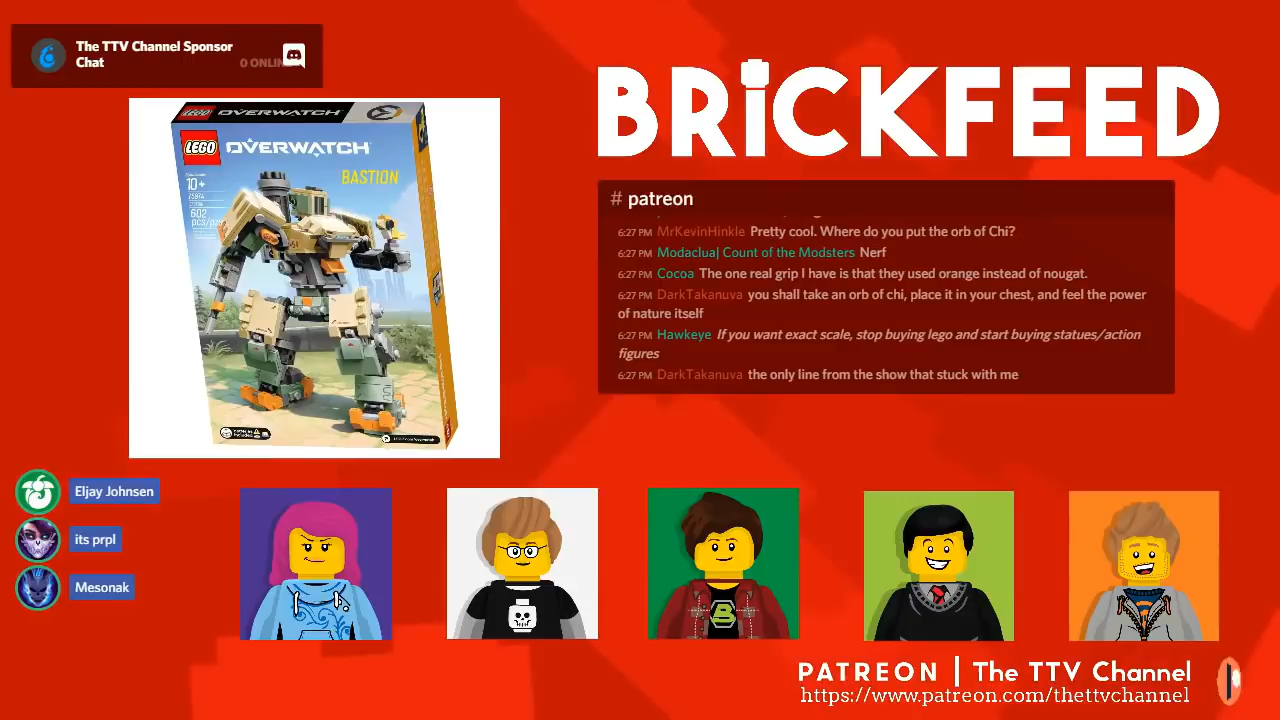 The TTV Channel Sponsor
Chat
0 ONLIN
BRICKFEED
LEGO OVERWATCH
LEGO OVERWATCH
BASTION
10+
75974
602
pcs/pzs
# patreon
6:27 PM MrKevinHinkle Pretty cool. Where do you put the orb of Chi?
6:27 PM Modaclua| Count of the Modsters Nerf
6:27 PM Cocoa The one real grip I have is that they used orange instead of nougat.
6:27 PM DarkTakanuva you shall take an orb of chi, place it in your chest, and feel the power
of nature itself
6:27 PM Hawkeye If you want exact scale, stop buying lego and start buying statues/action
figures
6:27 PM DarkTakanuva the only line from the show that stuck with me
Eljay Johnsen
its prpl
Mesonak
PATREON | The TTV Channel
https://www.patreon.com/thettvchannel